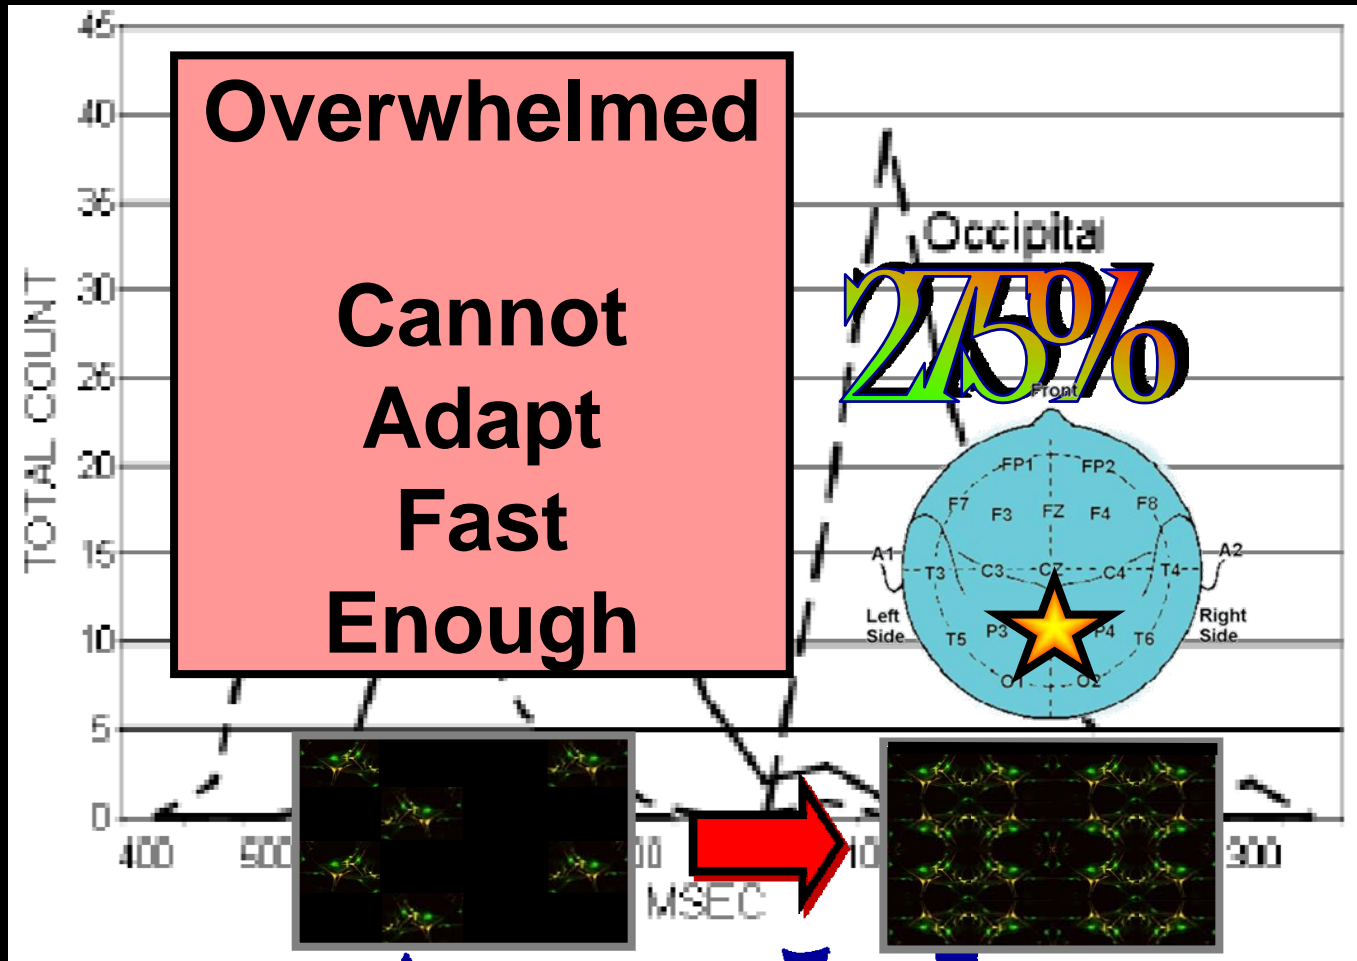 45
Overwhelmed
40
35
Occipital
30
275%
Cannot
25
Adapt
Front
20
FP1 FP2
F7 F3 FZ F4 F8
Fast
15
A1 A2
T3 C3 CZ C4 T4
Enough
10
Left Side
Right Side
T5 P3 P4 T6
O1 O2
5
0
400 500 300
MSEC
TOTAL COUNT